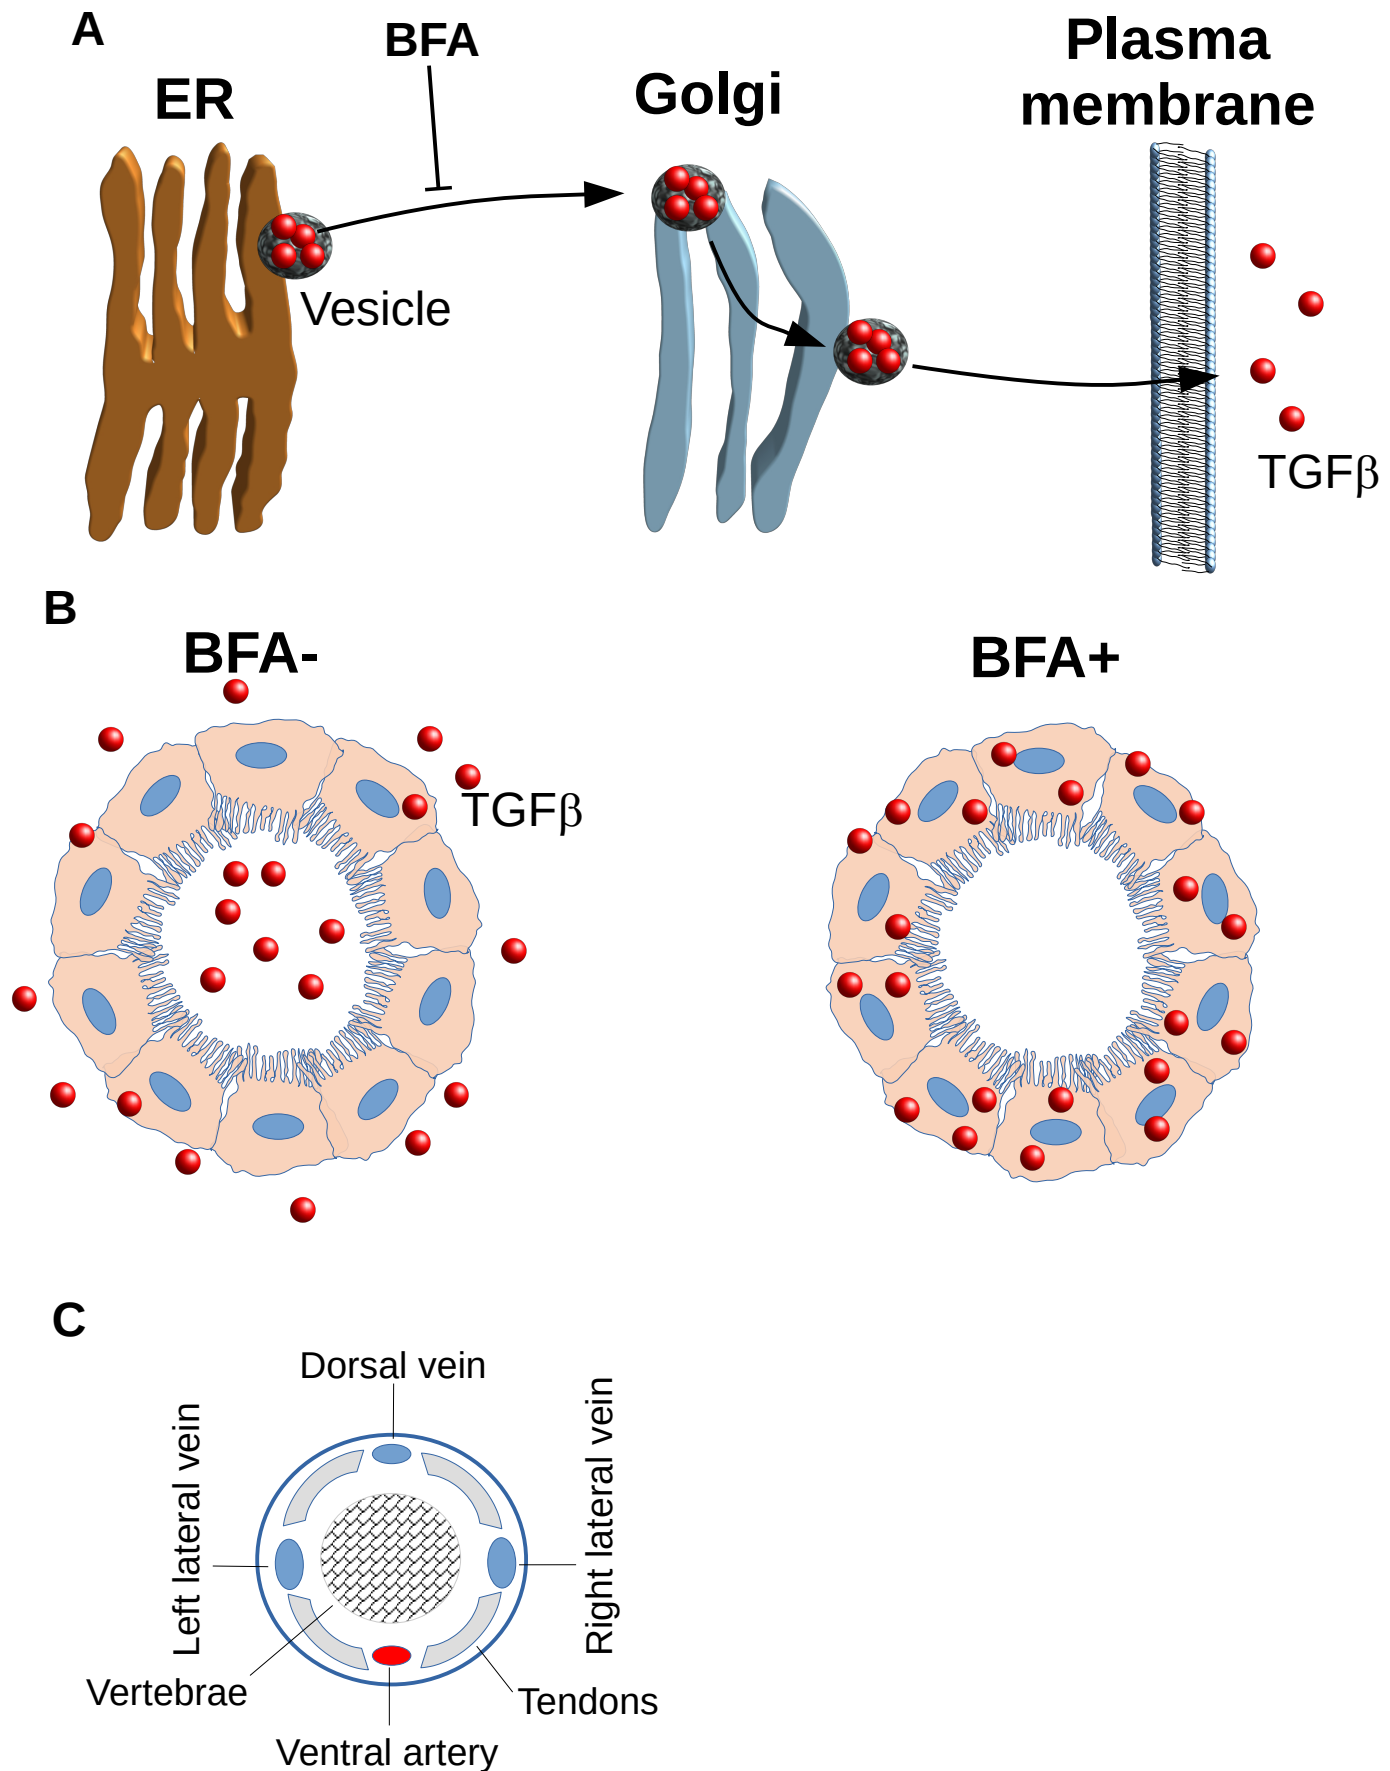 A
BFA
ER
Golgi
Plasma
membrane
Vesicle
TGFβ
B
BFA-
BFA+
TGFβ
C
Dorsal vein
Left lateral vein
Right lateral vein
Vertebrae
Tendons
Ventral artery